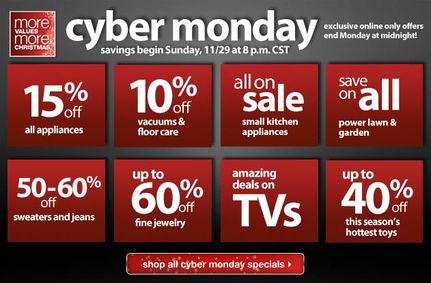 more
VALUES
more
CHRISTMAS.
cyber monday
savings begin Sunday, 11/29 at 8 p.m. CST
exclusive online only offers
end Monday at midnight!
15% off
all appliances
10% off
vacuums &
floor care
all on
sale
small kitchen
appliances
save
on all
power lawn &
garden
50-60%
off
sweaters and jeans
up to
60% off
fine jewelry
amazing
deals on
TVs
up to
40% off
this season's
hottest toys
shop all cyber monday specials